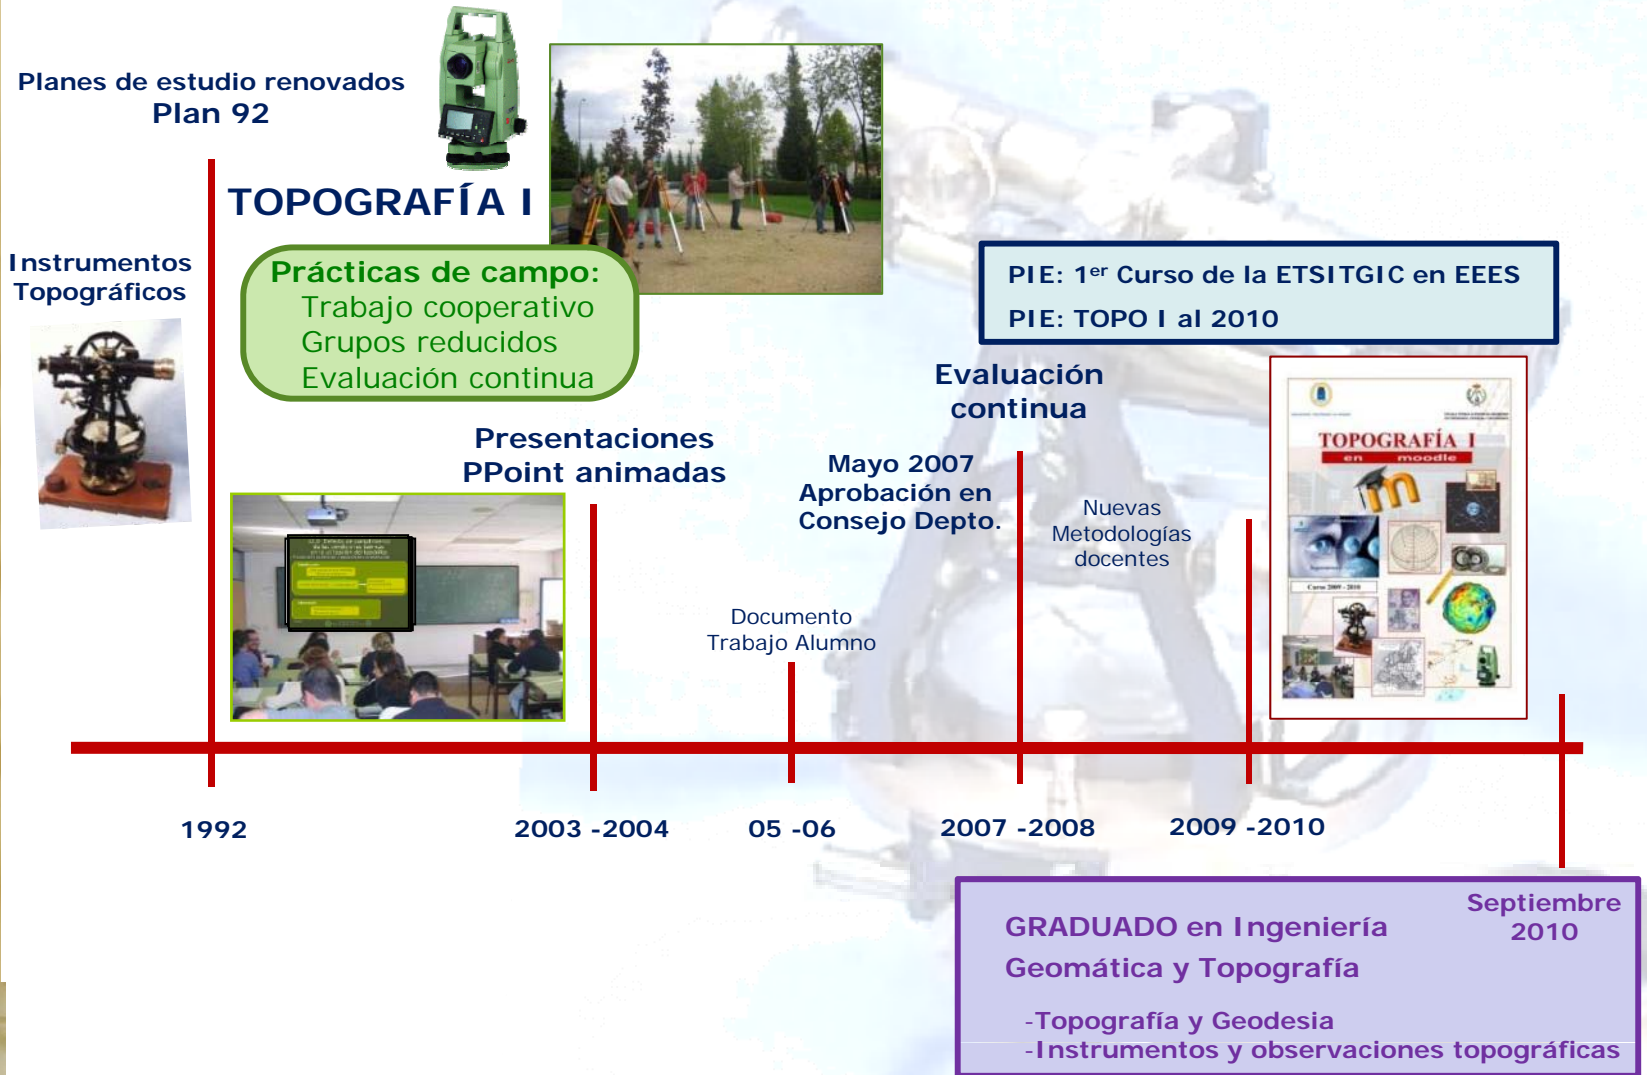 Planes de estudio renovados
Plan 92
TOPOGRAFÍA I
Instrumentos
Topográficos
Prácticas de campo:
Trabajo cooperativo
Grupos reducidos
Evaluación continua
PIE: 1er Curso de la ETSITGIC en EEES
PIE: TOPO I al 2010
Presentaciones
PPoint animadas
Documento
Trabajo Alumno
Mayo 2007
Aprobación en
Consejo Depto.
Evaluación
continua
Nuevas
Metodologías
docentes
TOPOGRAFÍA I
en moodle
Curso 2009 - 2010
1992
2003 -2004
05 -06
2007 -2008
2009 -2010
Septiembre
2010
GRADUADO en Ingeniería
Geomática y Topografía
-Topografía y Geodesia
-Instrumentos y observaciones topográficas